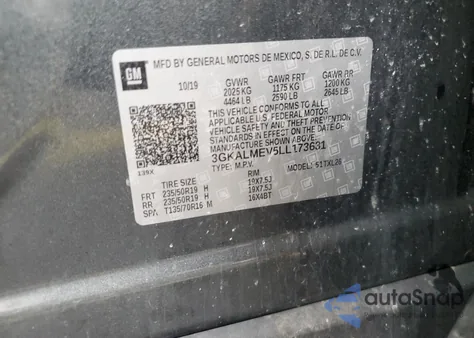 MFD BY GENERAL MOTORS DE MEXICO, S. DE R.L. DE C.V.
GM
10/19 GVWR GAWR FRT GAWR RR
2025 KG 1175 KG 1200 KG
4464 LB 2590 LB 2645 LB
THIS VEHICLE CONFORMS TO ALL
APPLICABLE U.S. FEDERAL MOTOR
VEHICLE SAFETY, BUMPER, AND THEFT
PREVENTION STANDARDS IN EFFECT ON
THE DATE OF
MANUFACTURE SHOWN ABOVE.
3GKALMEV5LL173631
TYPE: M.P.V. MODEL:
139X
TIRE SIZE RIM
FRT 235/50R19 H 19X7.5J
RR 235/50R19 H 19X7.5J
SPA T135/70R16 M 16X4BT
autoSnap